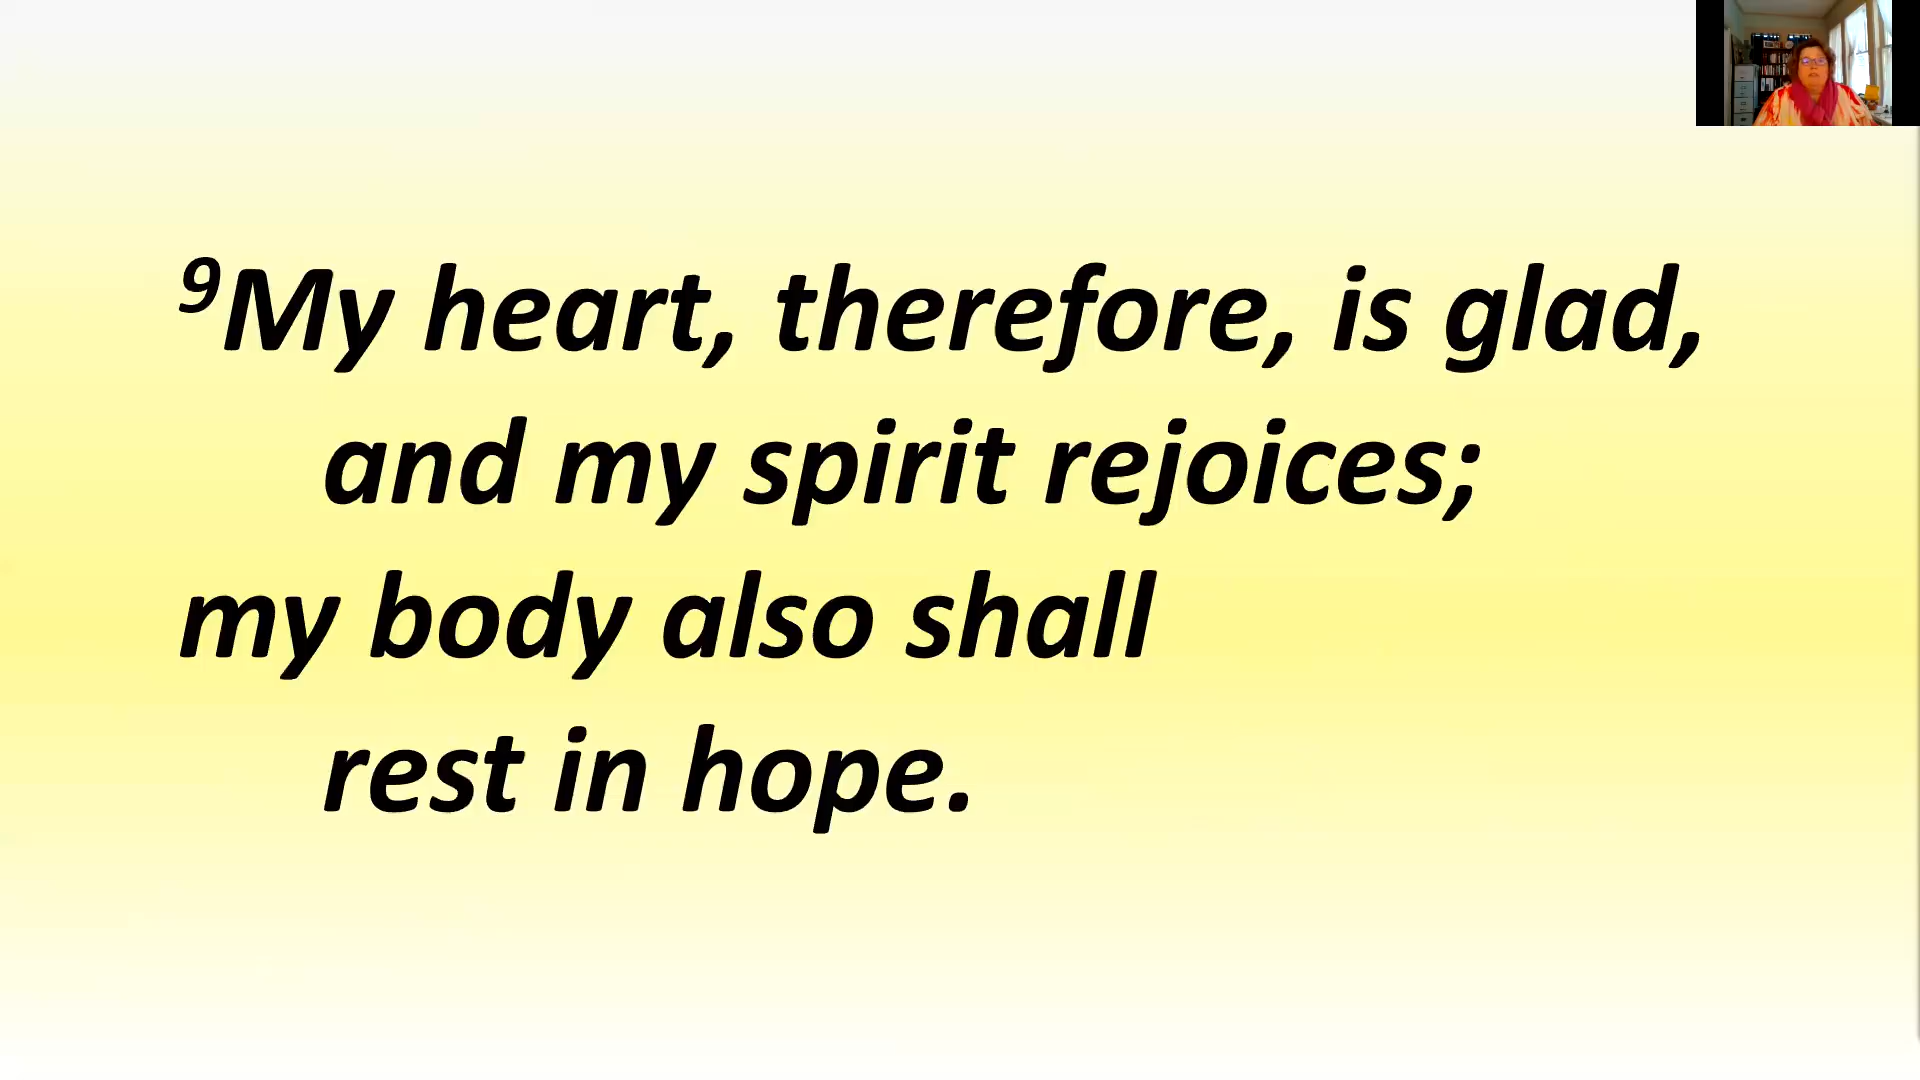 9My heart, therefore, is glad,
and my spirit rejoices;
my body also shall
rest in hope.